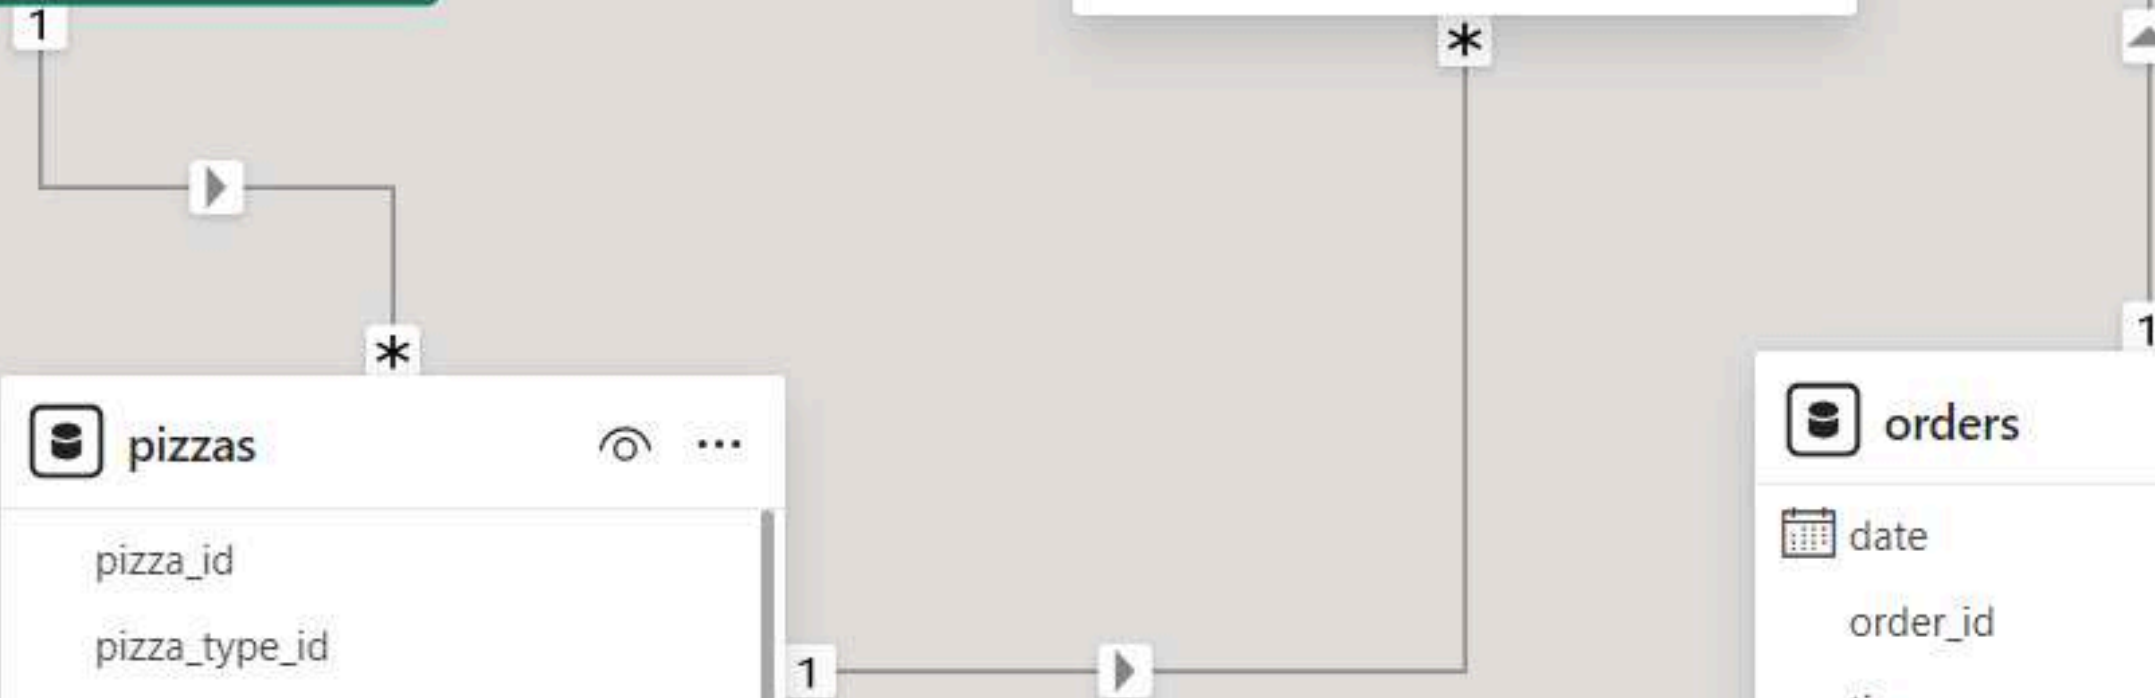 1
*
*
1
pizzas
orders
pizza_id
date
pizza_type_id
order_id
1